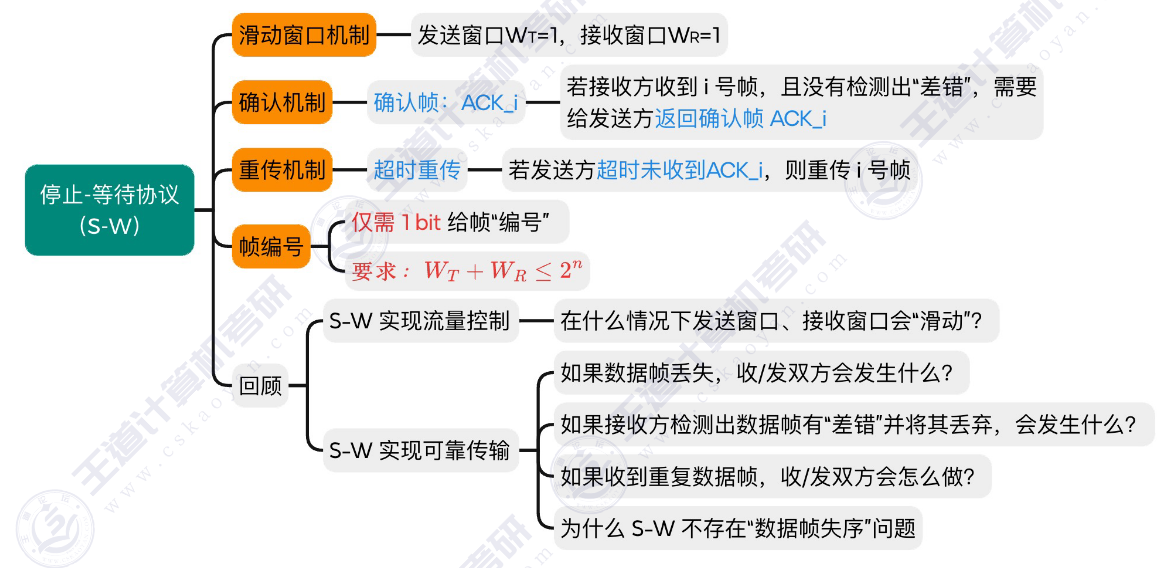 滑动窗口机制
发送窗口WT=1，接收窗口WR=1
确认机制
确认帧：ACK_i
若接收方收到 i 号帧，且没有检测出“差错”，需要
给发送方返回确认帧 ACK_i
重传机制
超时重传
若发送方超时未收到ACK_i，则重传 i 号帧
停止-等待协议
（S-W）
帧编号
仅需 1 bit 给帧“编号”
要求：W_T + W_R ≤ 2^n
回顾
S-W 实现流量控制
在什么情况下发送窗口、接收窗口会“滑动”？
S-W 实现可靠传输
如果数据帧丢失，收/发双方会发生什么？
如果接收方检测出数据帧有“差错”并将其丢弃，会发生什么？
如果收到重复数据帧，收/发双方会怎么做？
为什么 S-W 不存在“数据帧失序”问题
王道计算机考研
www.cskaoyan.com